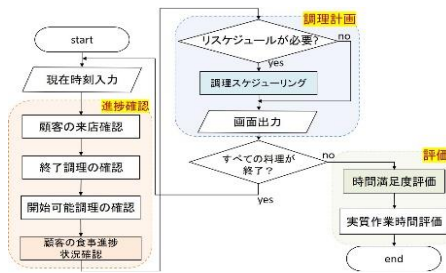 start
現在時刻入力
進捗確認
顧客の来店確認
終了調理の確認
開始可能調理の確認
顧客の食事進捗
状況確認
調理計画
リスケジュールが必要?
no
yes
調理スケジューリング
画面出力
すべての料理が
終了？
no
yes
評価
時間満足度評価
実質作業時間評価
end